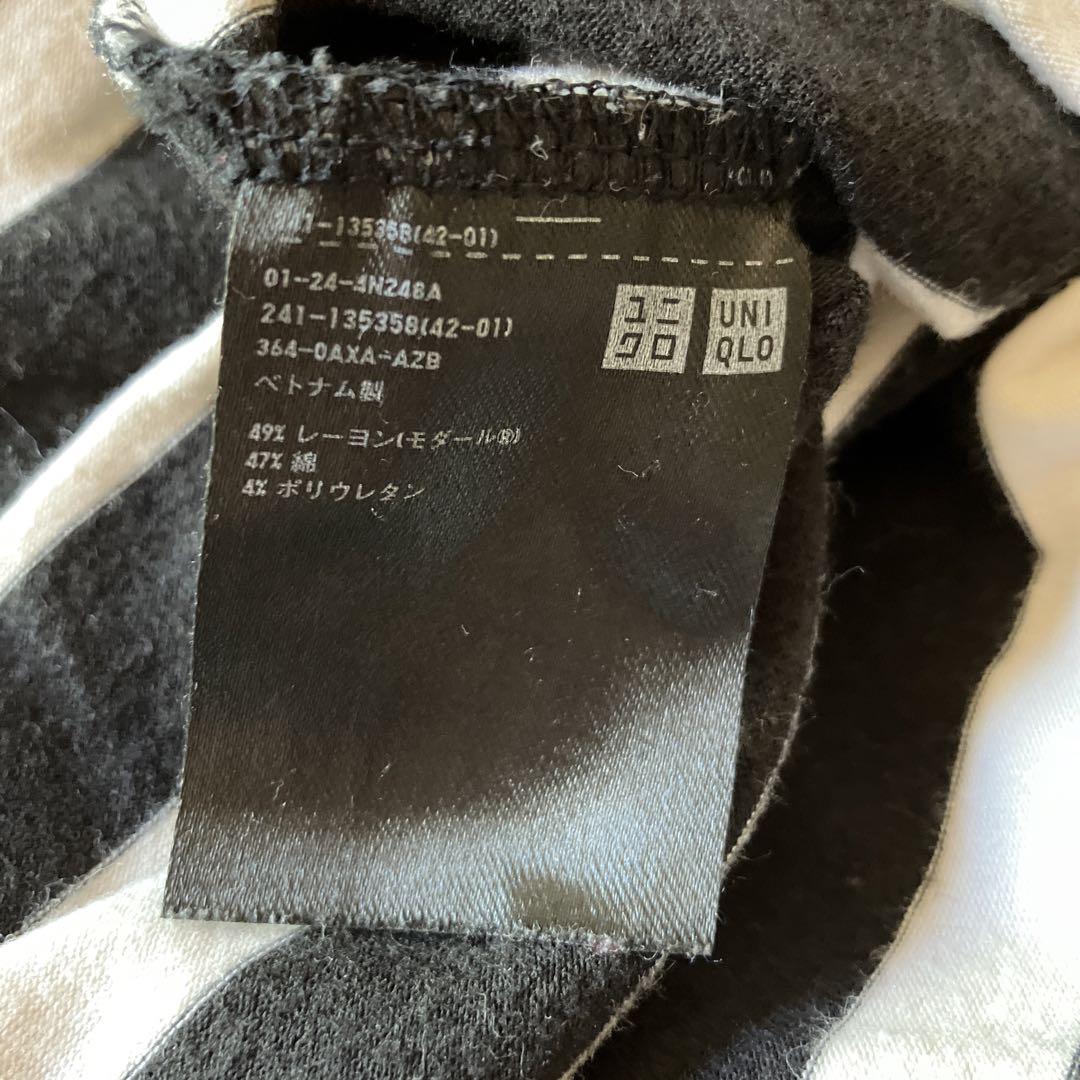 -135358(42-01)
01-24-4N248A
241-135358(42-01)
364-0AXA-AZB
ベトナム製
49% レーヨン(モダール®)
47% 綿
4% ポリウレタン
ユニ
クロ
UNI
QLO